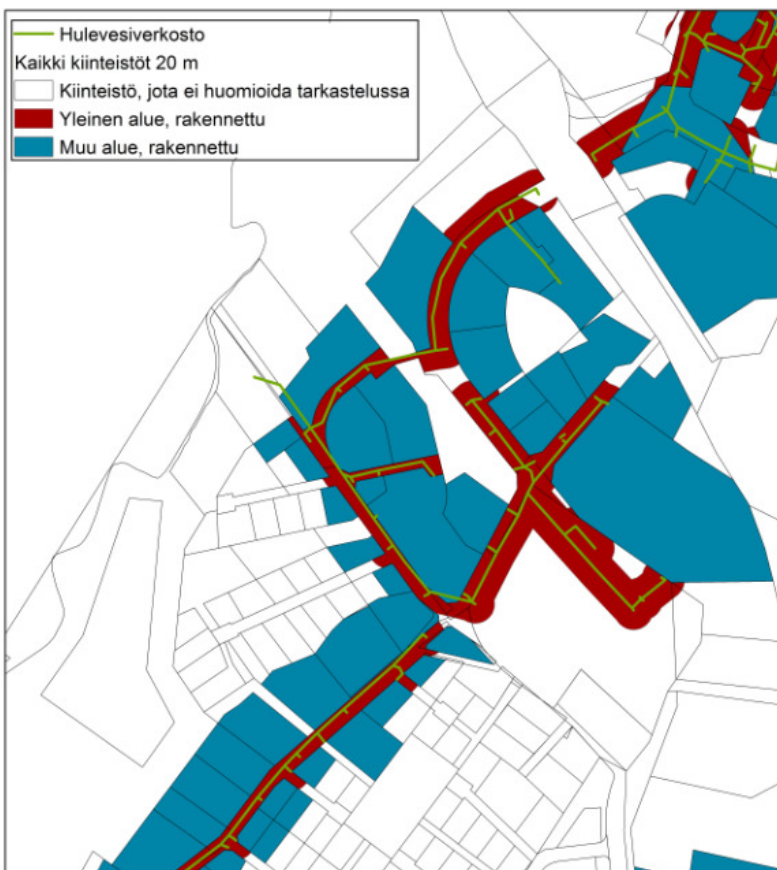 Hulevesiverkosto
Kaikki kiinteistöt 20 m
Kiinteistö, jota ei huomioida tarkastelussa
Yleinen alue, rakennettu
Muu alue, rakennettu